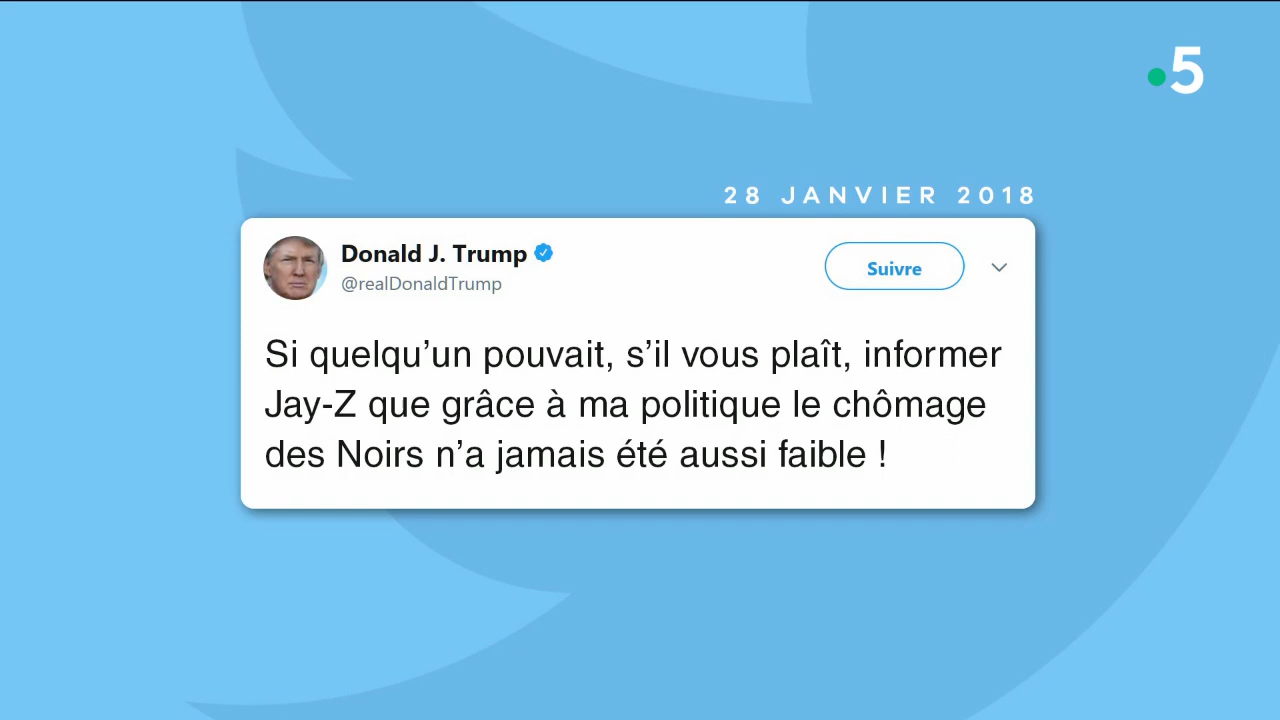 5
28 JANVIER 2018
Donald J. Trump
@realDonaldTrump
Suivre
Si quelqu’un pouvait, s’il vous plaît, informer
Jay-Z que grâce à ma politique le chômage
des Noirs n’a jamais été aussi faible !